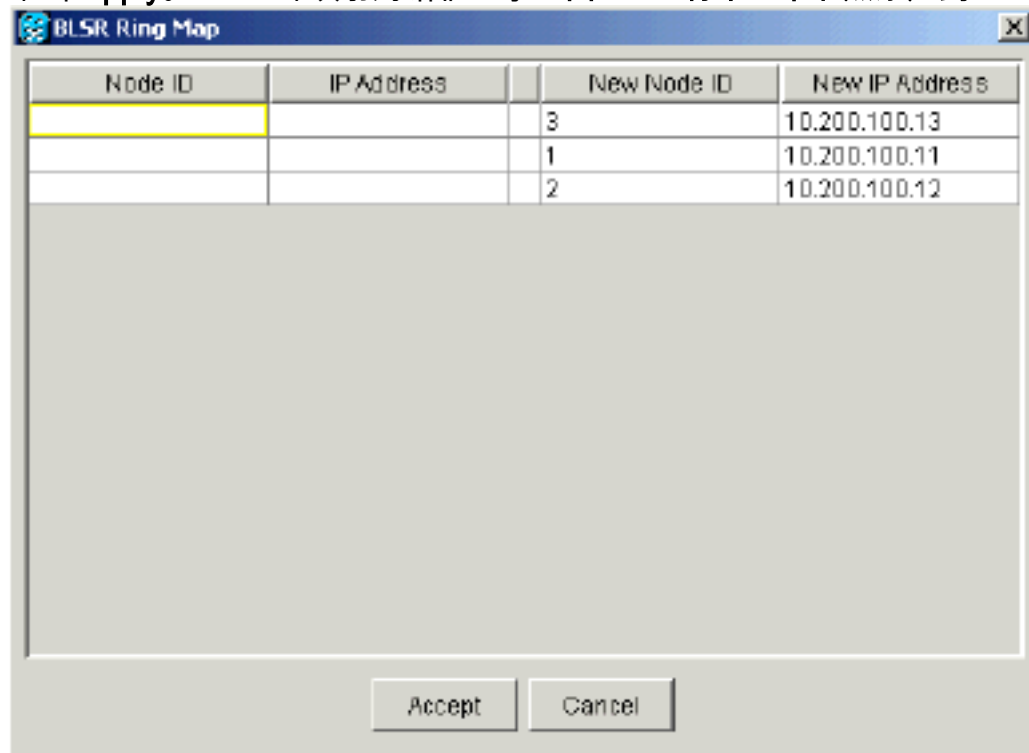 BLSR Ring Map
Node ID IP Address New Node ID New IP Address
3 10.200.100.13
1 10.200.100.11
2 10.200.100.12
Accept Cancel